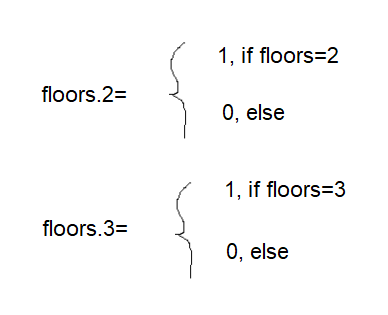 1, if floors=2
floors.2=
0, else
1, if floors=3
floors.3=
0, else